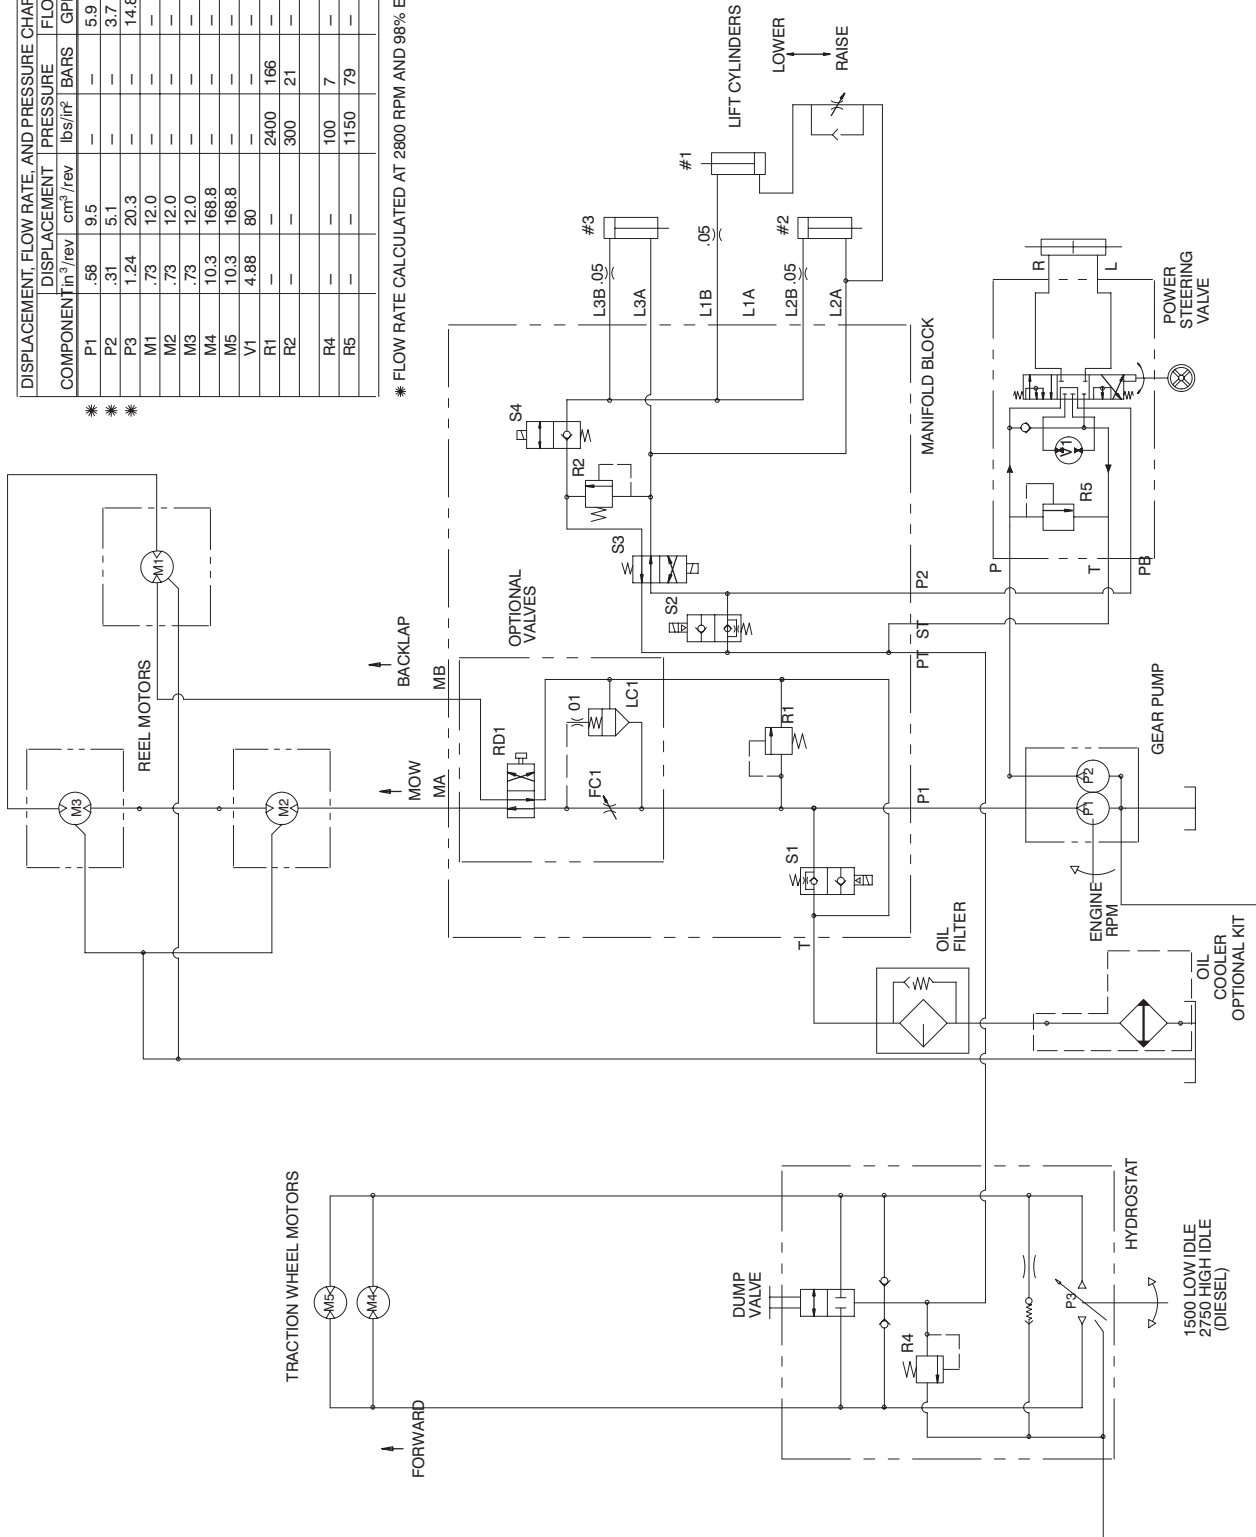 DISPLACEMENT, FLOW RATE, AND PRESSURE
DISPLACEMENT PRESSURE
COMPONENT in³/rev cm³/rev lbs/in² BARS
✳ P1 .58 9.5 – – 5.9
✳ P2 .31 5.1 – – 3.7
✳ P3 1.24 20.3 – –
M1 .73 12.0 – – –
M2 .73 12.0 – – –
M3 .73 12.0 – – –
M4 10.3 168.8 – – –
M5 10.3 168.8 – – –
V1 4.88 80 – – –
R1 – – 2400 166 –
R2 – – 300 21 –
R4 – – 100 7 –
R5 – – 1150 79 –
✳ FLOW RATE CALCULATED AT 2800 RPM AND 98%
TRACTION WHEEL MOTORS
M5
M4
FORWARD
DUMP
VALVE
R4
P3
HYDROSTAT
1500 LOW IDLE
2750 HIGH IDLE
(DIESEL)
REEL MOTORS
M3
M2
M1
MOW
BACKLAP
MA
MB
OPTIONAL
VALVES
RD1
FC1
.01
LC1
R1
S1
T
P1
OIL
FILTER
OIL
COOLER
OPTIONAL KIT
ENGINE
RPM
P1
P2
GEAR PUMP
S2
S3
R2
S4
PT
ST
P2
MANIFOLD BLOCK
L3B
.05
L3A
L1B
.05
L1A
L2B
.05
L2A
#3
#1
#2
LIFT CYLINDERS
LOWER
RAISE
P
T
PB
R5
V1
R
L
POWER
STEERING
VALVE